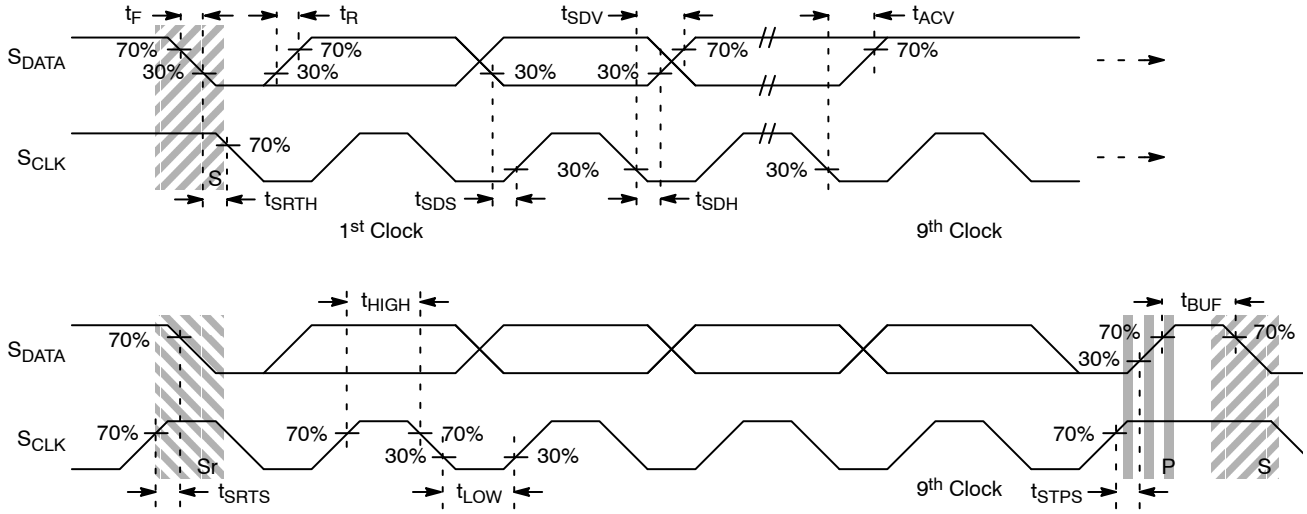 tF tR tSDV tACV
SDATA 70% 30% 70% 30% 30% 30% 70% 70%
SCLK S 70% 30% 30%
tSRTH tSDS tSDH
1st Clock 9th Clock
tHIGH tBUF
SDATA 70% 30% 70% 70%
SCLK 70% Sr 70% 70% 30% 30% 70% P S
tSRTS tLOW 9th Clock tSTPS